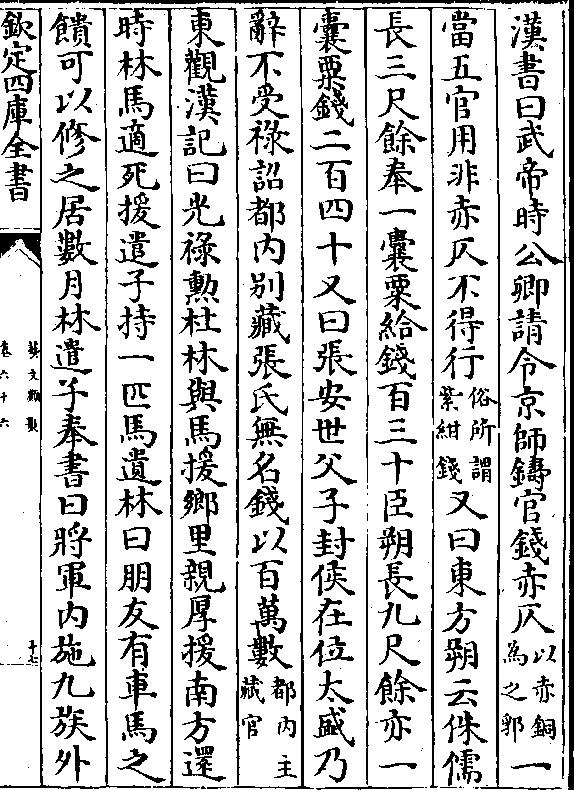 漢書曰武帝時公卿請令京師鑄官錢赤仄以赤銅為之郭一
當五官用非赤仄不得行俗所謂紫紺錢又曰東方朔云侏儒
長三尺餘奉一囊粟給錢百三十臣朔長九尺餘亦一
囊粟錢二百四十又曰張安世父子封侯在位太盛乃
辭不受祿詔都內別藏張氏無名錢以百萬數都內主藏官
東觀漢記曰光祿勲杜林與馬援鄉里親厚援南方還
時林馬適死援遣子持一匹馬遺林曰朋友有車馬之
饋可以修之居數月林遣子奉書曰將軍內施九族外
欽定四庫全書
藝文類聚
卷六十六
十七